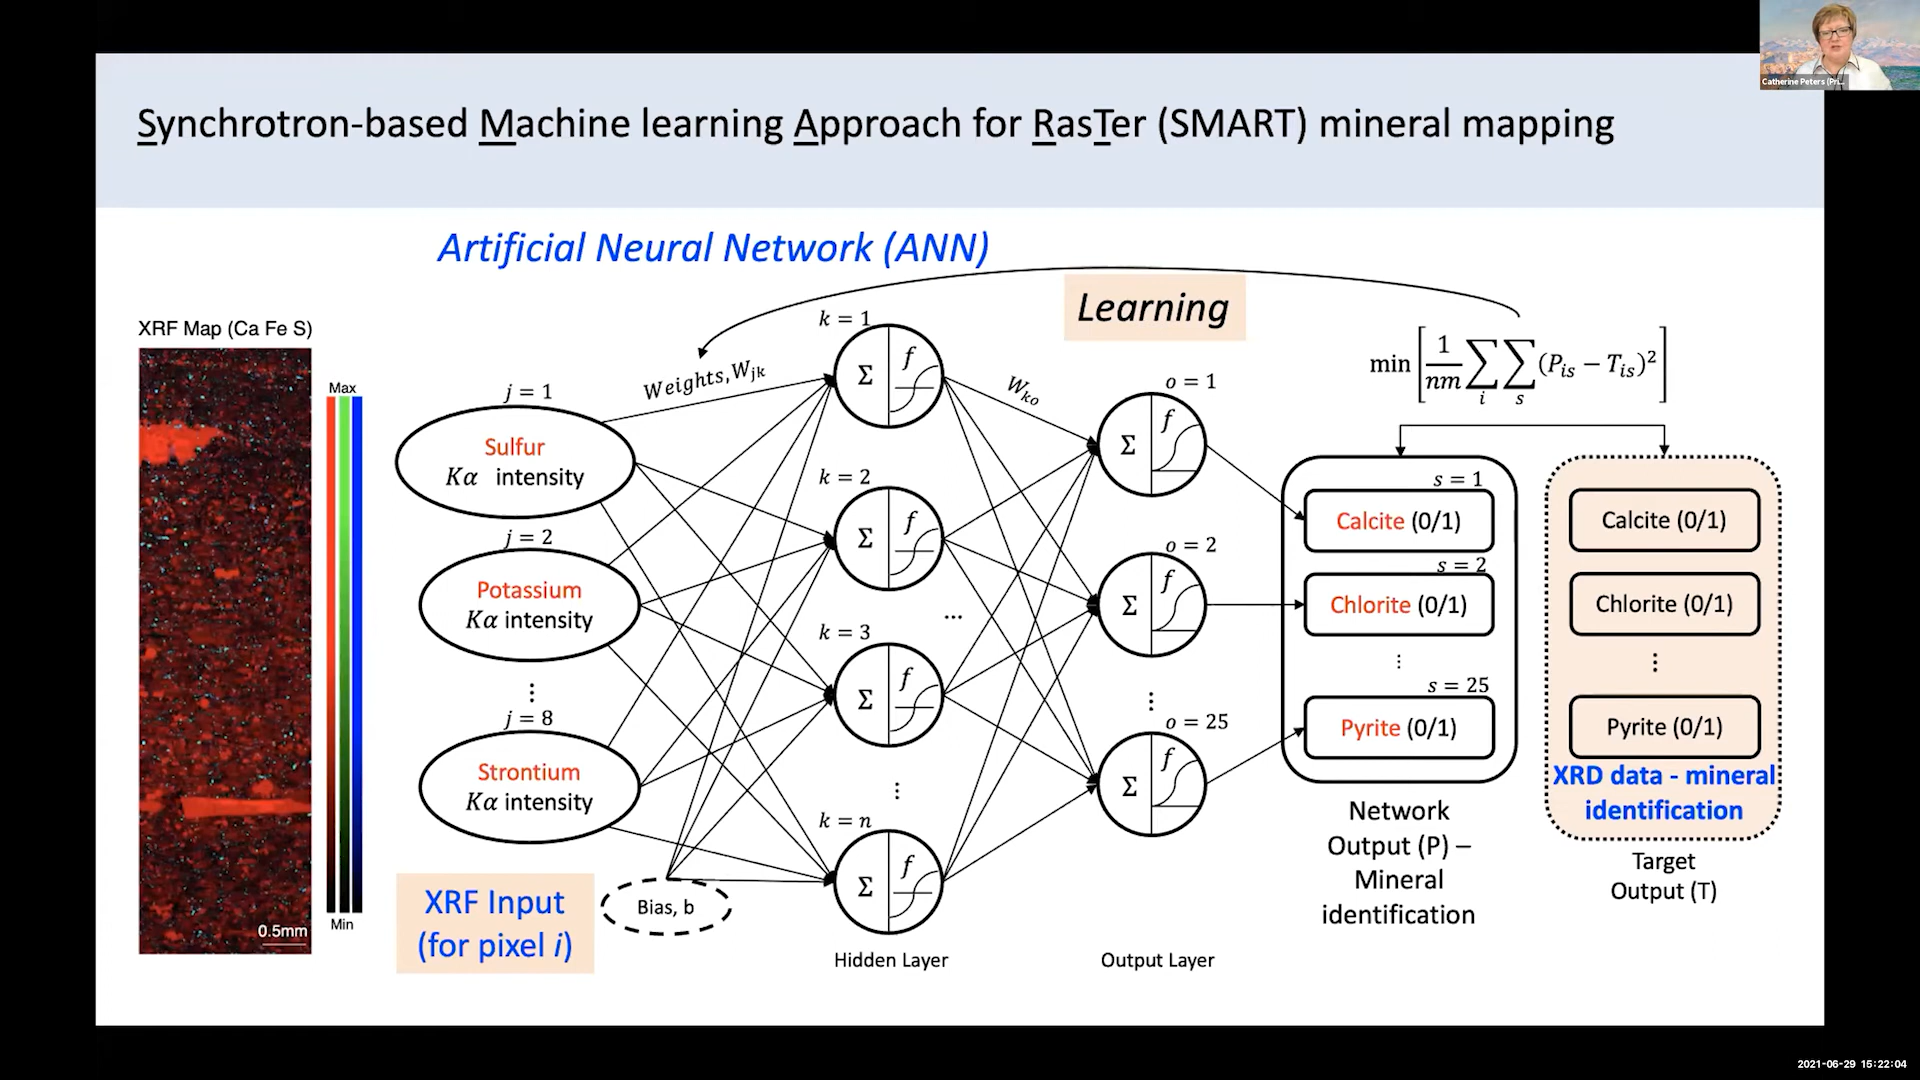 Catherine Peters (Pri...
Synchrotron-based Machine learning Approach for RasTer (SMART) mineral mapping
Artificial Neural Network (ANN)
Learning
XRF Map (Ca Fe S)
Max
Min
0.5mm
j = 1
Sulfur
Kα intensity
j = 2
Potassium
Kα intensity
⋮
j = 8
Strontium
Kα intensity
XRF Input
(for pixel i)
Bias, b
Weights, W_jk
k = 1
Σ f
k = 2
Σ f
k = 3
Σ f
⋮
k = n
Σ f
Hidden Layer
...
W_ko
o = 1
Σ f
o = 2
Σ f
⋮
o = 25
Σ f
Output Layer
min [ 1/nm Σ_i Σ_s (P_is − T_is)² ]
s = 1
Calcite (0/1)
s = 2
Chlorite (0/1)
⋮
s = 25
Pyrite (0/1)
Network
Output (P) –
Mineral
identification
Calcite (0/1)
Chlorite (0/1)
⋮
Pyrite (0/1)
XRD data - mineral
identification
Target
Output (T)
2021-06-29 15:22:04